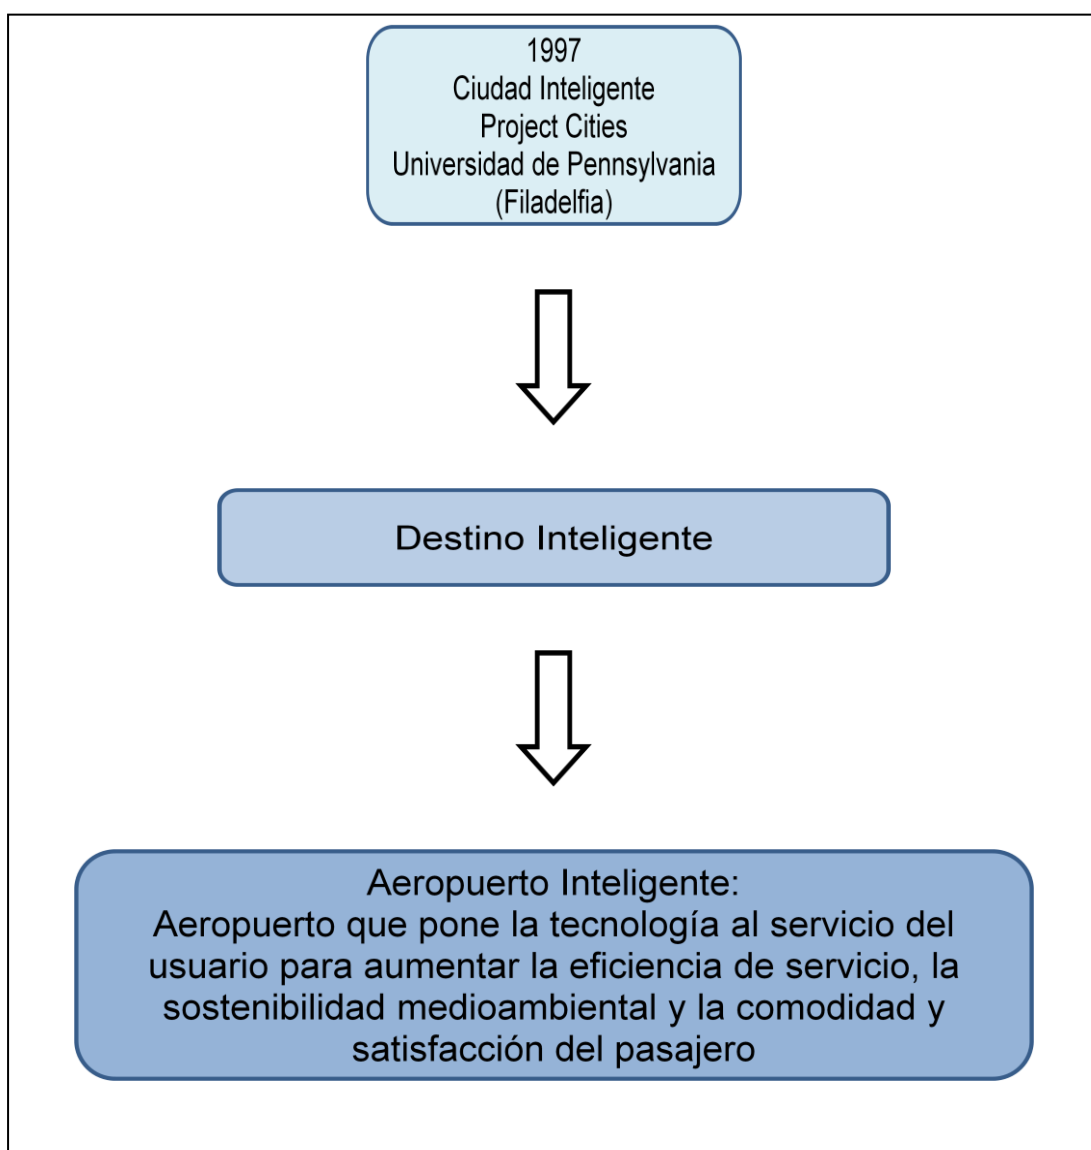 1997
Ciudad Inteligente
Project Cities
Universidad de Pennsylvania
(Filadelfia)
Destino Inteligente
Aeropuerto Inteligente:
Aeropuerto que pone la tecnología al servicio del
usuario para aumentar la eficiencia de servicio, la
sostenibilidad medioambiental y la comodidad y
satisfacción del pasajero